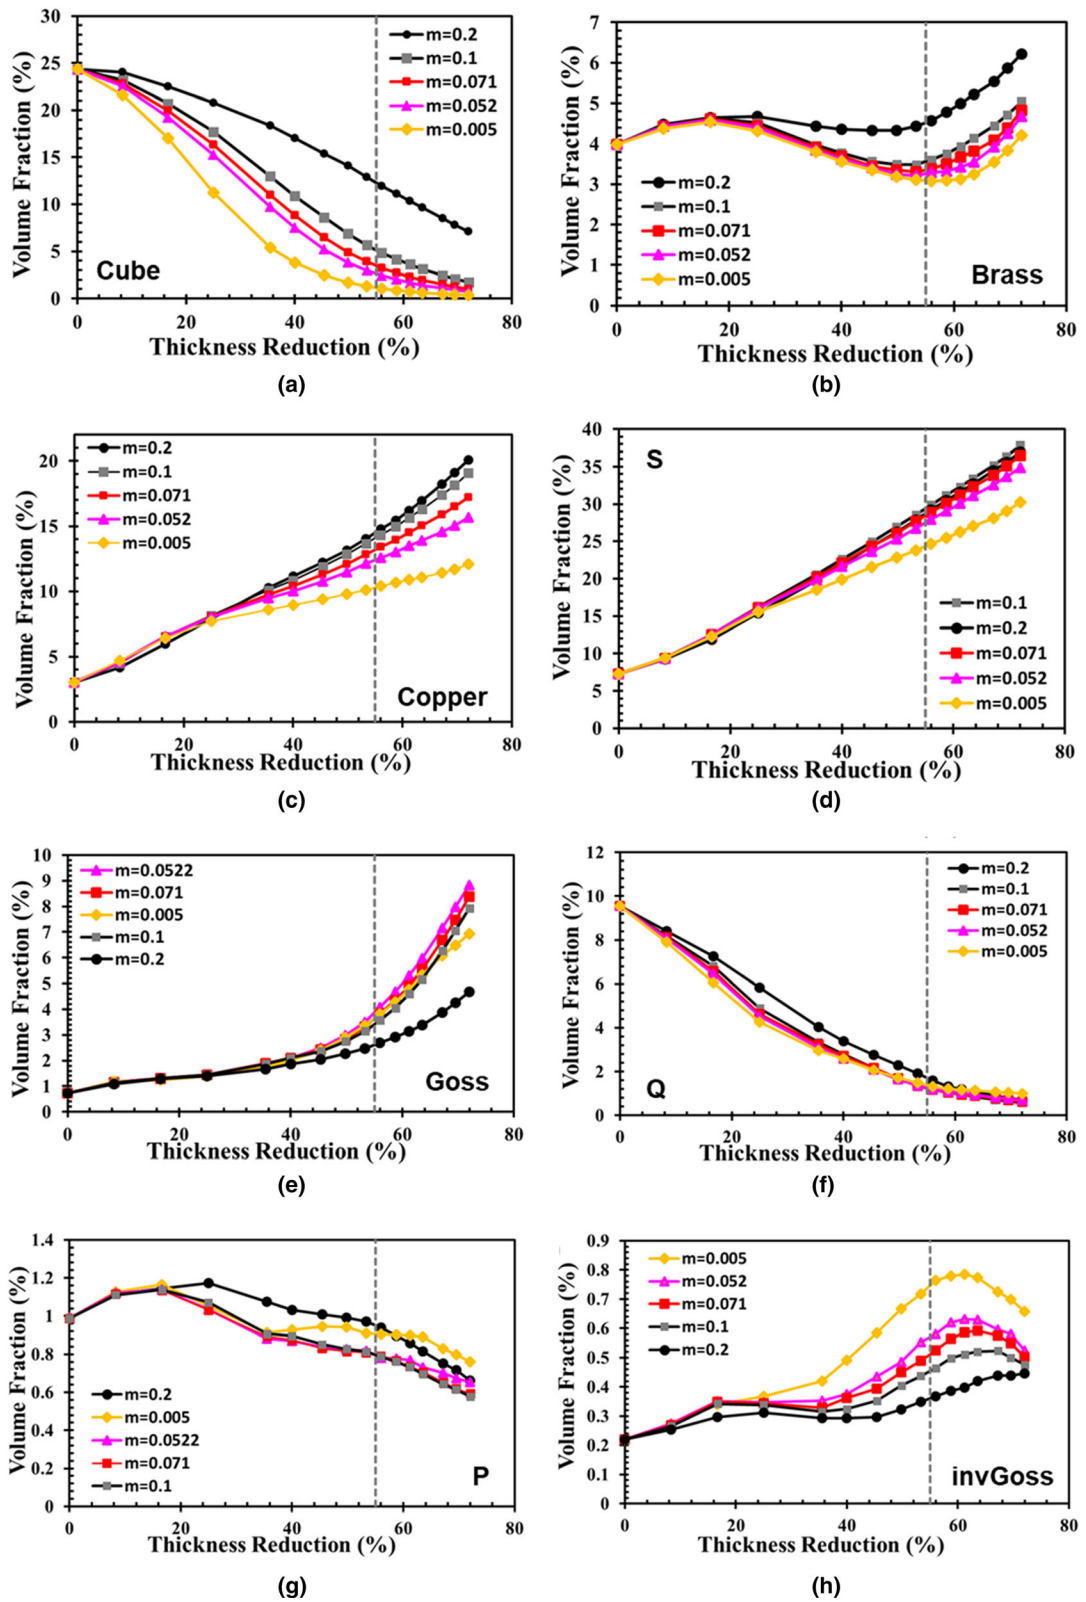 30
25
20
15
10
5
0
Volume Fraction (%)
m=0.2
m=0.1
m=0.071
m=0.052
m=0.005
Cube
0 20 40 60 80
Thickness Reduction (%)
(a)
7
6
5
4
3
2
1
0
Volume Fraction (%)
m=0.2
m=0.1
m=0.071
m=0.052
m=0.005
Brass
0 20 40 60 80
Thickness Reduction (%)
(b)
20
15
10
5
0
Volume Fraction (%)
m=0.2
m=0.1
m=0.071
m=0.052
m=0.005
Copper
0 20 40 60 80
Thickness Reduction (%)
(c)
40
35
30
25
20
15
10
5
0
Volume Fraction (%)
S
m=0.1
m=0.2
m=0.071
m=0.052
m=0.005
0 20 40 60 80
Thickness Reduction (%)
(d)
10
9
8
7
6
5
4
3
2
1
0
Volume Fraction (%)
m=0.0522
m=0.071
m=0.005
m=0.1
m=0.2
Goss
0 20 40 60 80
Thickness Reduction (%)
(e)
12
10
8
6
4
2
0
Volume Fraction (%)
m=0.2
m=0.1
m=0.071
m=0.052
m=0.005
Q
0 20 40 60 80
Thickness Reduction (%)
(f)
1.4
1.2
1
0.8
0.6
0.4
0.2
0
Volume Fraction (%)
m=0.2
m=0.005
m=0.0522
m=0.071
m=0.1
P
0 20 40 60 80
Thickness Reduction (%)
(g)
0.9
0.8
0.7
0.6
0.5
0.4
0.3
0.2
0.1
0
Volume Fraction (%)
m=0.005
m=0.052
m=0.071
m=0.1
m=0.2
invGoss
0 20 40 60 80
Thickness Reduction (%)
(h)